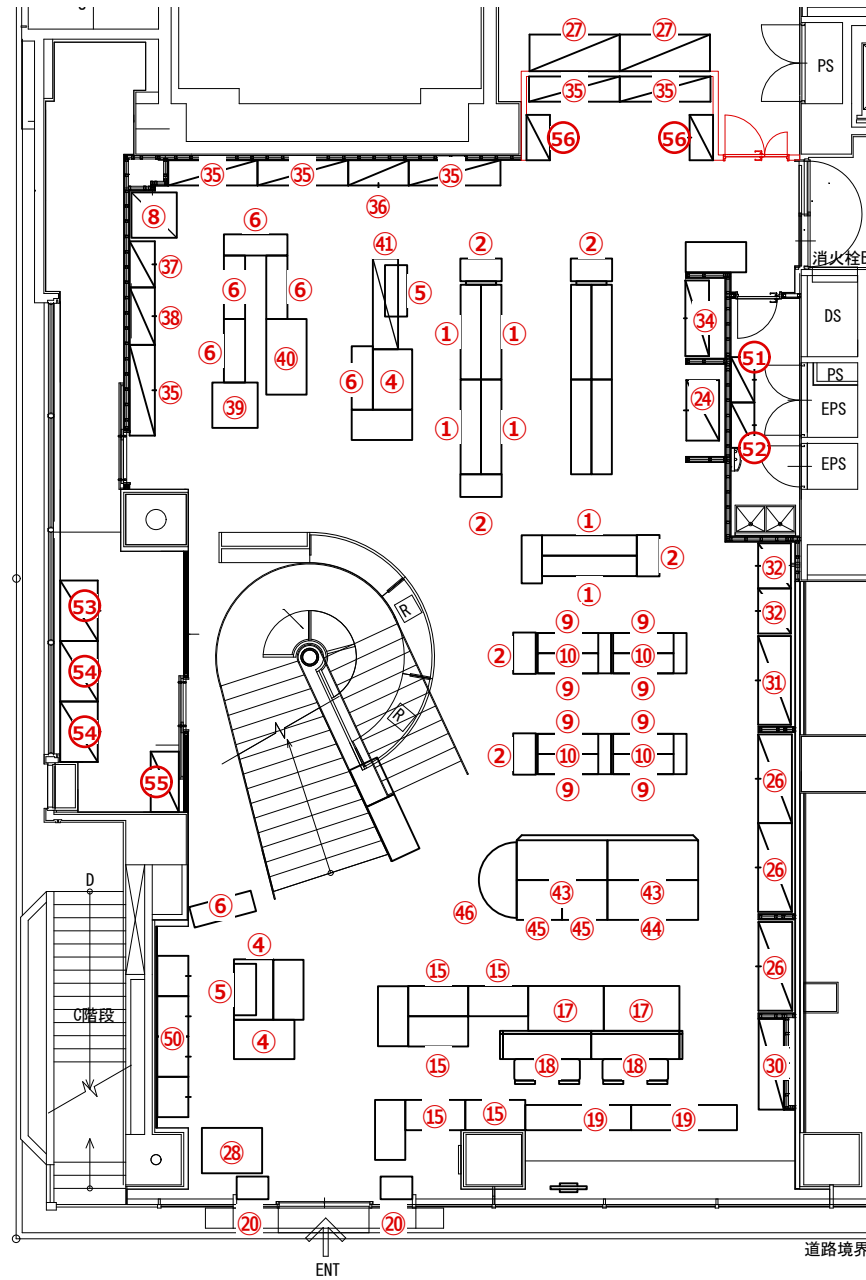 ㉗ ㉗
PS
㉟ ㉟
56 56
㉟ ㉟ ㉟
㊱
⑧
⑥
㊶ ② ②
消火栓B
㊲ ⑥ ⑥ ⑤
㊳ ① ① ㉞ DS
⑥ ㊵ ⑥ ④ 51 PS
㉟ ㊴ ㉔ EPS
① ① 52
EPS
② ①
② ㉜
①
53 ㉜
⑨ ⑨
② ⑩ ⑩
54 ⑨ ⑨ ㉛
R
R
54 ⑨ ⑨
② ⑩ ⑩
55 ⑨ ⑨ ㉖
D
㊸ ㊸ ㉖
⑥ ㊻ ㊺ ㊺ ㊹
④
⑤ ⑮ ⑮ ㉖
C階段
㊿ ④ ⑰ ⑰
⑮ ⑱ ⑱ ㉚
⑮ ⑮ ⑲ ⑲
㉘
⑳ ⑳
ENT
道路境界